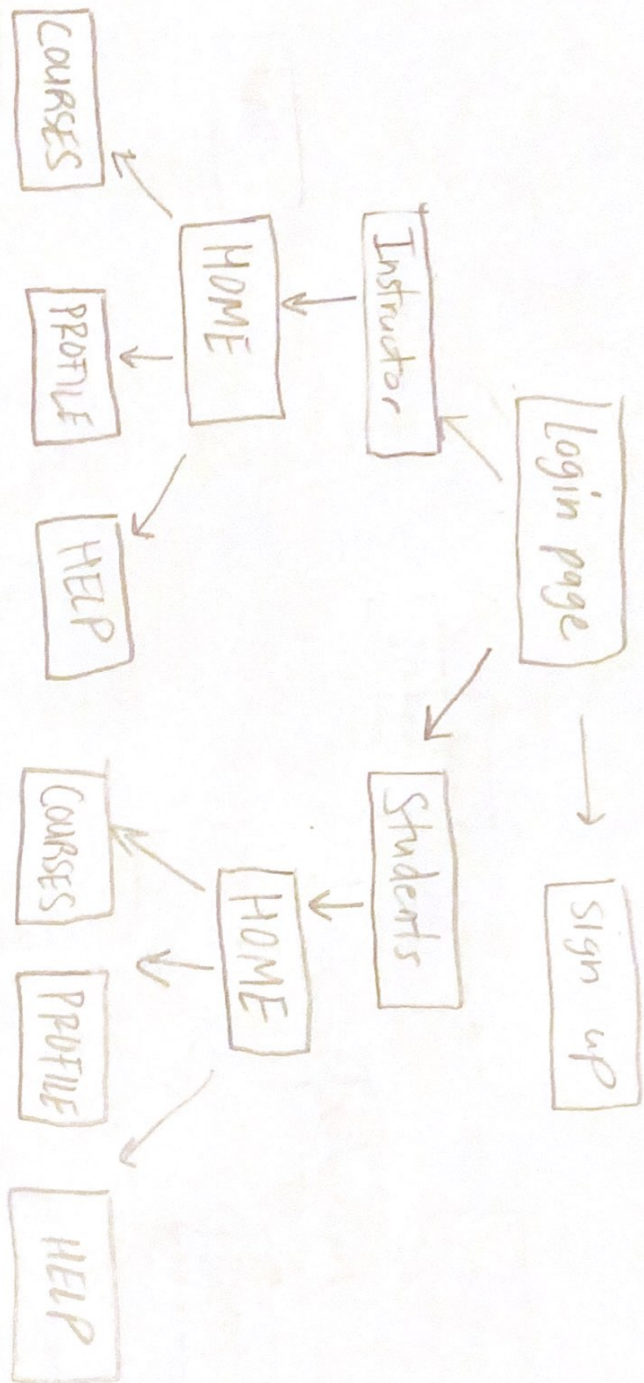 Login page
Sign up
Instructor
Students
HOME
HOME
COURSES
PROFILE
HELP
COURSES
PROFILE
HELP